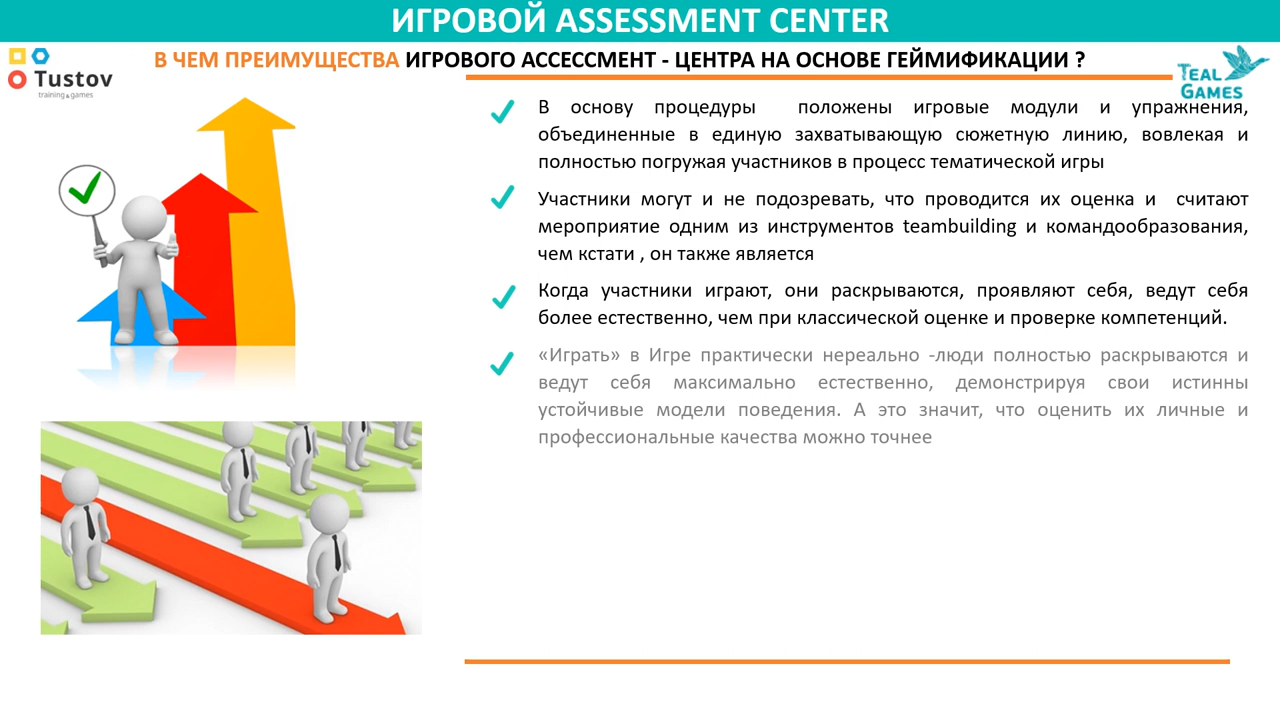 ИГРОВОЙ ASSESSMENT CENTER
В ЧЕМ ПРЕИМУЩЕСТВА ИГРОВОГО АССЕССМЕНТ - ЦЕНТРА НА ОСНОВЕ ГЕЙМИФИКАЦИИ ?
Tustov
training & games
TEAL
GAMES
В основу процедуры положены игровые модули и упражнения,
объединенные в единую захватывающую сюжетную линию, вовлекая и
полностью погружая участников в процесс тематической игры
Участники могут и не подозревать, что проводится их оценка и считают
мероприятие одним из инструментов teambuilding и командообразования,
чем кстати , он также является
Когда участники играют, они раскрываются, проявляют себя, ведут себя
более естественно, чем при классической оценке и проверке компетенций.
«Играть» в Игре практически нереально -люди полностью раскрываются и
ведут себя максимально естественно, демонстрируя свои истинны
устойчивые модели поведения. А это значит, что оценить их личные и
профессиональные качества можно точнее